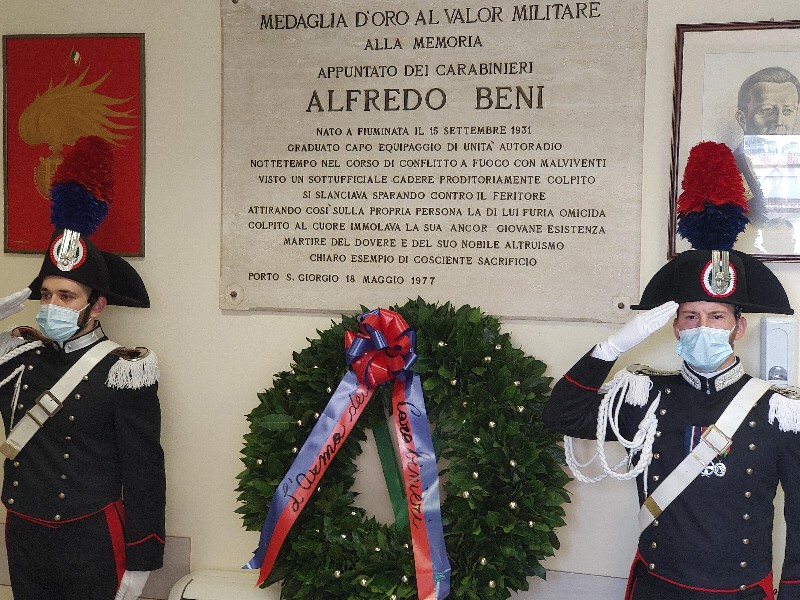 MEDAGLIA D'ORO AL VALOR MILITARE
ALLA MEMORIA
APPUNTATO DEI CARABINIERI
ALFREDO BENI
NATO A FIUMINATA IL 15 SETTEMBRE 1931
GRADUATO CAPO EQUIPAGGIO DI UNITA' AUTORADIO
NOTTETEMPO NEL CORSO DI CONFLITTO A FUOCO CON MALVIVENTI
VISTO UN SOTTUFFICIALE CADERE PRODITORIAMENTE COLPITO
SI SLANCIAVA SPARANDO CONTRO IL FERITORE
ATTIRANDO COSÌ SULLA PROPRIA PERSONA LA DI LUI FURIA OMICIDA
COLPITO AL CUORE IMMOLAVA LA SUA ANCOR GIOVANE ESISTENZA
MARTIRE DEL DOVERE E DEL SUO NOBILE ALTRUISMO
CHIARO ESEMPIO DI COSCIENTE SACRIFICIO
PORTO S. GIORGIO 18 MAGGIO 1977
L'Arma dei
Carabinieri